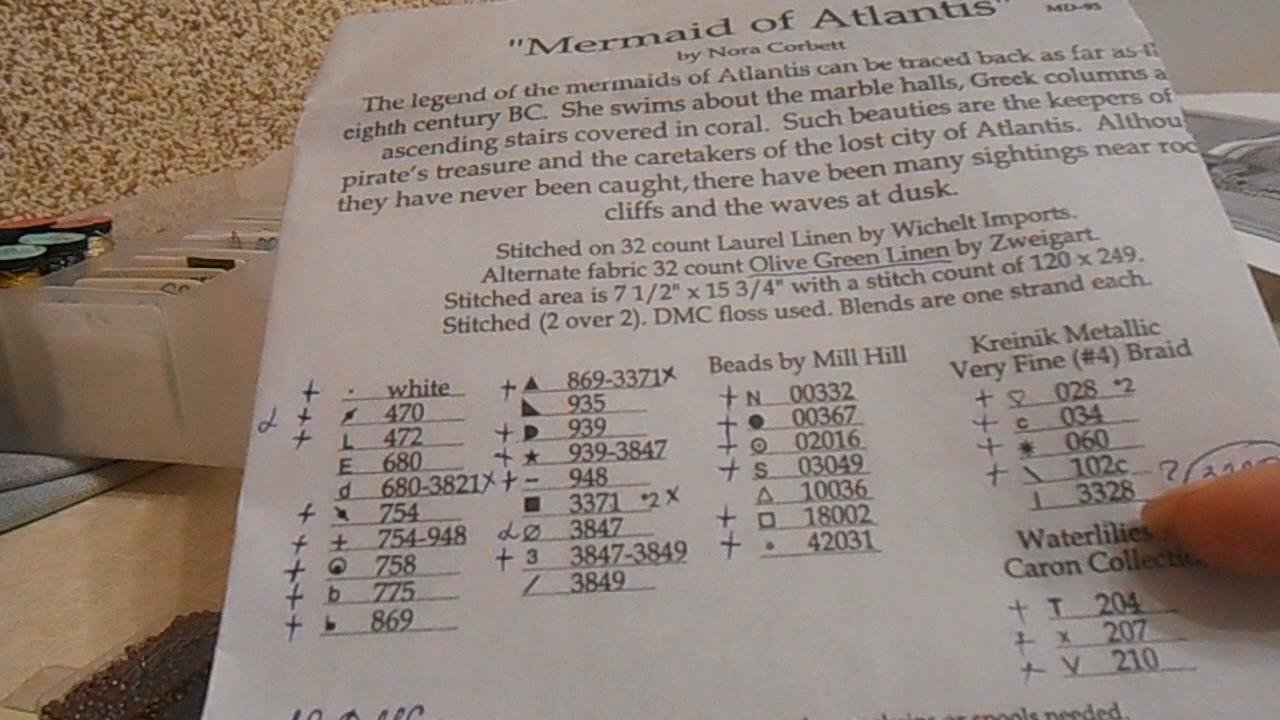 "Mermaid of Atlantis" MD-95
by Nora Corbett
The legend of the mermaids of Atlantis can be traced back as far as
eighth century BC. She swims about the marble halls, Greek columns a
ascending stairs covered in coral. Such beauties are the keepers of
pirate's treasure and the caretakers of the lost city of Atlantis. Althou
they have never been caught, there have been many sightings near roc
cliffs and the waves at dusk.
Stitched on 32 count Laurel Linen by Wichelt Imports.
Alternate fabric 32 count Olive Green Linen by Zweigart.
Stitched area is 7 1/2" x 15 3/4" with a stitch count of 120 x 249.
Stitched (2 over 2). DMC floss used. Blends are one strand each.
+ · white
α + 470
+ L 472
E 680
d 680-3821 x
+ 754
+ + 754-948
+ 758
+ b 775
+ 869
+ ▲ 869-3371 x
◣ 935
+ 939
+ ★ 939-3847
+ − 948
■ 3371 *2 x
α ∅ 3847
+ 3 3847-3849
/ 3849
Beads by Mill Hill
+ N 00332
+ ● 00367
+ ⊙ 02016
+ S 03049
△ 10036
+ □ 18002
+ • 42031
Kreinik Metallic
Very Fine (#4) Braid
+ ♡ 028 *2
+ c 034
+ * 060
+ \ 102c
| 3328 ?
Waterlilies
Caron
+ T 204
+ x 207
+ V 210
or spools needed.